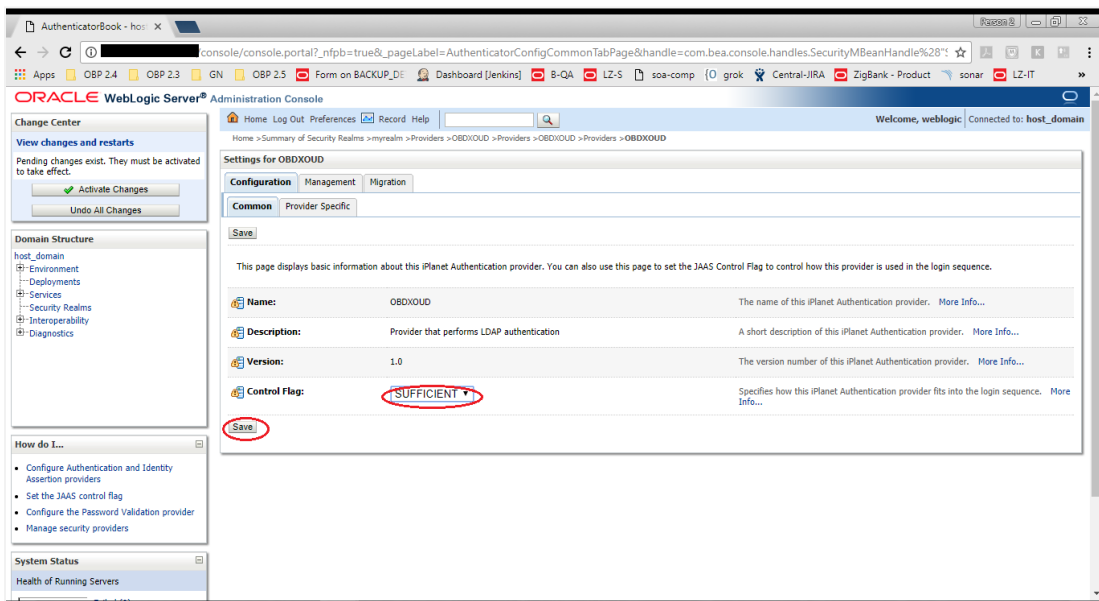 AuthenticatorBook - hos
Person 2
console/console.portal?_nfpb=true&_pageLabel=AuthenticatorConfigCommonTabPage&handle=com.bea.console.handles.SecurityMBeanHandle%28"S
Apps OBP 2.4 OBP 2.3 GN OBP 2.5 Form on BACKUP_DE Dashboard [Jenkins] B-QA LZ-S soa-comp {O grok Central-JIRA ZigBank - Product sonar LZ-IT »
ORACLE WebLogic Server® Administration Console
Change Center
View changes and restarts
Pending changes exist. They must be activated
to take effect.
Activate Changes
Undo All Changes
Domain Structure
host_domain
Environment
Deployments
Services
Security Realms
Interoperability
Diagnostics
How do I...
Configure Authentication and Identity
Assertion providers
Set the JAAS control flag
Configure the Password Validation provider
Manage security providers
System Status
Health of Running Servers
Home Log Out Preferences Record Help
Welcome, weblogic Connected to: host_domain
Home >Summary of Security Realms >myrealm >Providers >OBDXOUD >Providers >OBDXOUD >Providers >OBDXOUD
Settings for OBDXOUD
Configuration Management Migration
Common Provider Specific
Save
This page displays basic information about this iPlanet Authentication provider. You can also use this page to set the JAAS Control Flag to control how this provider is used in the login sequence.
Name: OBDXOUD The name of this iPlanet Authentication provider. More Info...
Description: Provider that performs LDAP authentication A short description of this iPlanet Authentication provider. More Info...
Version: 1.0 The version number of this iPlanet Authentication provider. More Info...
Control Flag: SUFFICIENT Specifies how this iPlanet Authentication provider fits into the login sequence. More
Info...
Save